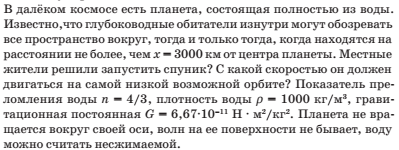 В далёком космосе есть планета, состоящая полностью из воды.
Известно,что глубоководные обитатели изнутри могут обозревать
все пространство вокруг, тогда и только тогда, когда находятся на
расстоянии не более, чем x = 3000 км от центра планеты. Местные
жители решили запустить спуник? С какой скоростью он должен
двигаться на самой низкой возможной орбите? Показатель пре-
ломления воды n = 4/3, плотность воды ρ = 1000 кг/м³, грави-
тационная постоянная G = 6,67·10⁻¹¹ Н · м²/кг². Планета не вра-
щается вокруг своей оси, волн на ее поверхности не бывает, воду
можно считать несжимаемой.